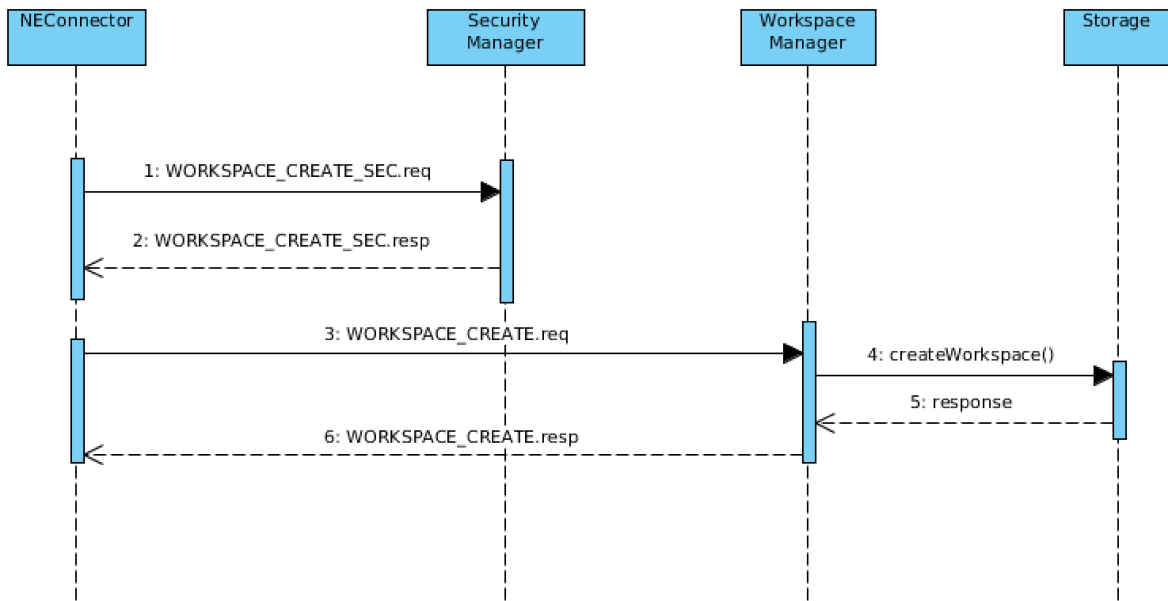 NEConnector
Security
Manager
Workspace
Manager
Storage
1: WORKSPACE_CREATE_SEC.req
2: WORKSPACE_CREATE_SEC.resp
3: WORKSPACE_CREATE.req
4: createWorkspace()
5: response
6: WORKSPACE_CREATE.resp